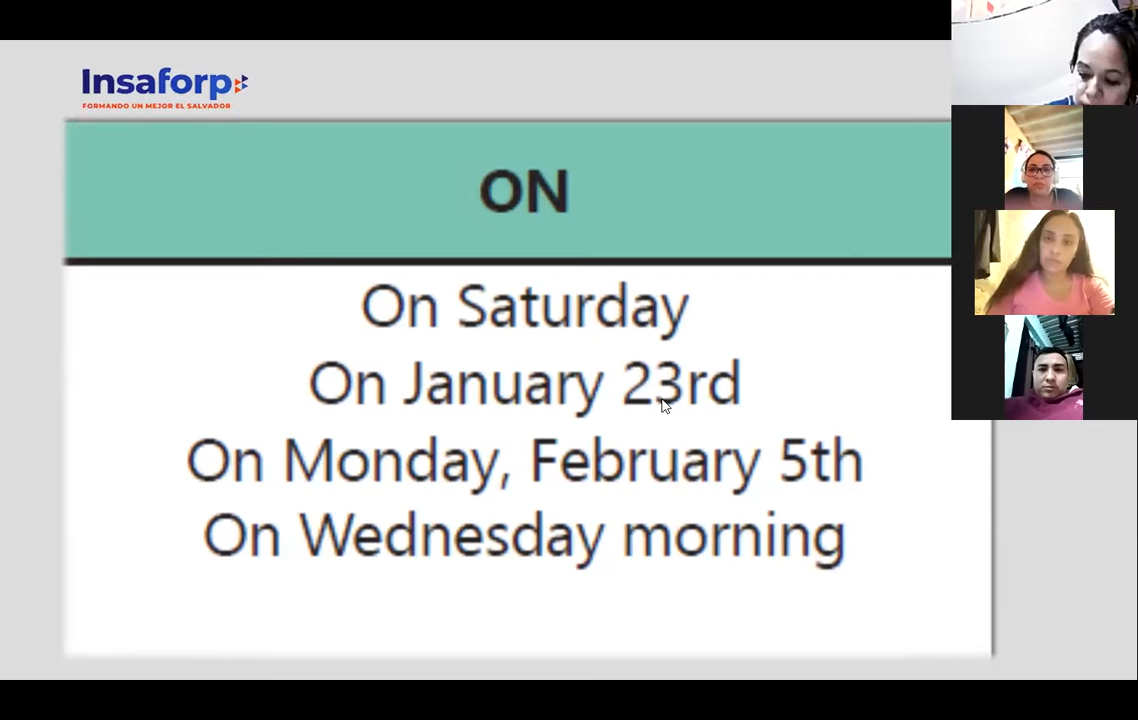 Insaforp
FORMANDO UN MEJOR EL SALVADOR
ON
On Saturday
On January 23rd
On Monday, February 5th
On Wednesday morning